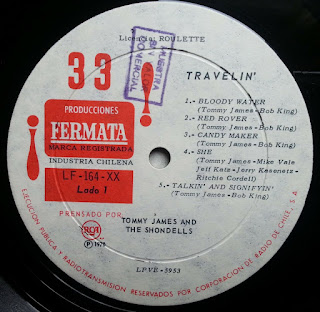 Licencia: ROULETTE
33
MUESTRA
SIN VALOR
COMERCIAL
TRAVELIN'
PRODUCCIONES
FERMATA
MARCA REGISTRADA
INDUSTRIA CHILENA
LF-164-XX
Lado 1
1.- BLOODY WATER
(Tommy James-Bob King)
2.- RED ROVER
(Tommy James-Bob King)
3.- CANDY MAKER
(Tommy James-Bob King)
4.- SHE
(Tommy James-Mike Vale
Jeff Katz-Jerry Kasenetz-
Ritchie Cordell)
5.- TALKIN' AND SIGNIFYIN'
(Tommy James-Bob King)
PRENSADO POR
RCA
TOMMY JAMES AND
THE SHONDELLS
LPVE-5953
EJECUCION PUBLICA Y RADIOTRANSMISION RESERVADOS POR CORPORACION DE RADIO DE CHILE, S. A.